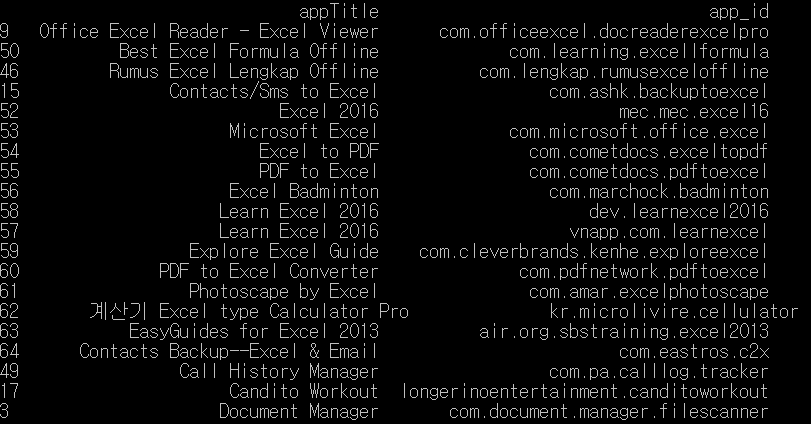 appTitle app_id
9 Office Excel Reader - Excel Viewer com.officeexcel.docreaderexcelpro
50 Best Excel Formula Offline com.learning.excellformula
46 Rumus Excel Lengkap Offline com.lengkap.rumusexceloffline
15 Contacts/Sms to Excel com.ashk.backuptoexcel
52 Excel 2016 mec.mec.excel16
53 Microsoft Excel com.microsoft.office.excel
54 Excel to PDF com.cometdocs.exceltopdf
55 PDF to Excel com.cometdocs.pdftoexcel
56 Excel Badminton com.marchock.badminton
58 Learn Excel 2016 dev.learnexcel2016
57 Learn Excel 2016 vnapp.com.learnexcel
59 Explore Excel Guide com.cleverbrands.kenhe.exploreexcel
60 PDF to Excel Converter com.pdfnetwork.pdftoexcel
61 Photoscape by Excel com.amar.excelphotoscape
62 계산기 Excel type Calculator Pro kr.microlivire.cellulator
63 EasyGuides for Excel 2013 air.org.sbstraining.excel2013
64 Contacts Backup--Excel & Email com.eastros.c2x
49 Call History Manager com.pa.calllog.tracker
17 Candito Workout longerinoentertainment.canditoworkout
3 Document Manager com.document.manager.filescanner